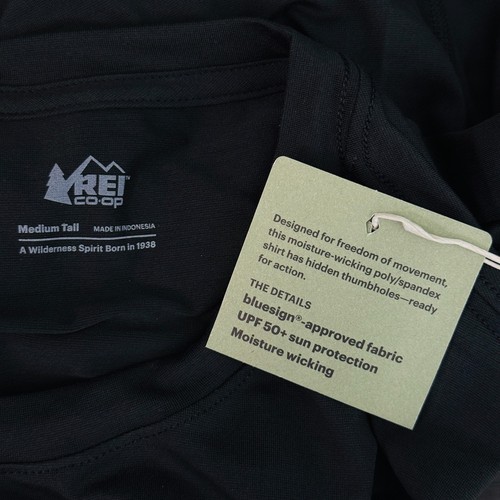 REI™
CO·OP
Medium Tall MADE IN INDONESIA
A Wilderness Spirit Born in 1938
Designed for freedom of movement,
this moisture-wicking poly/spandex
shirt has hidden thumbholes—ready
for action.
THE DETAILS
bluesign®-approved fabric
UPF 50+ sun protection
Moisture wicking